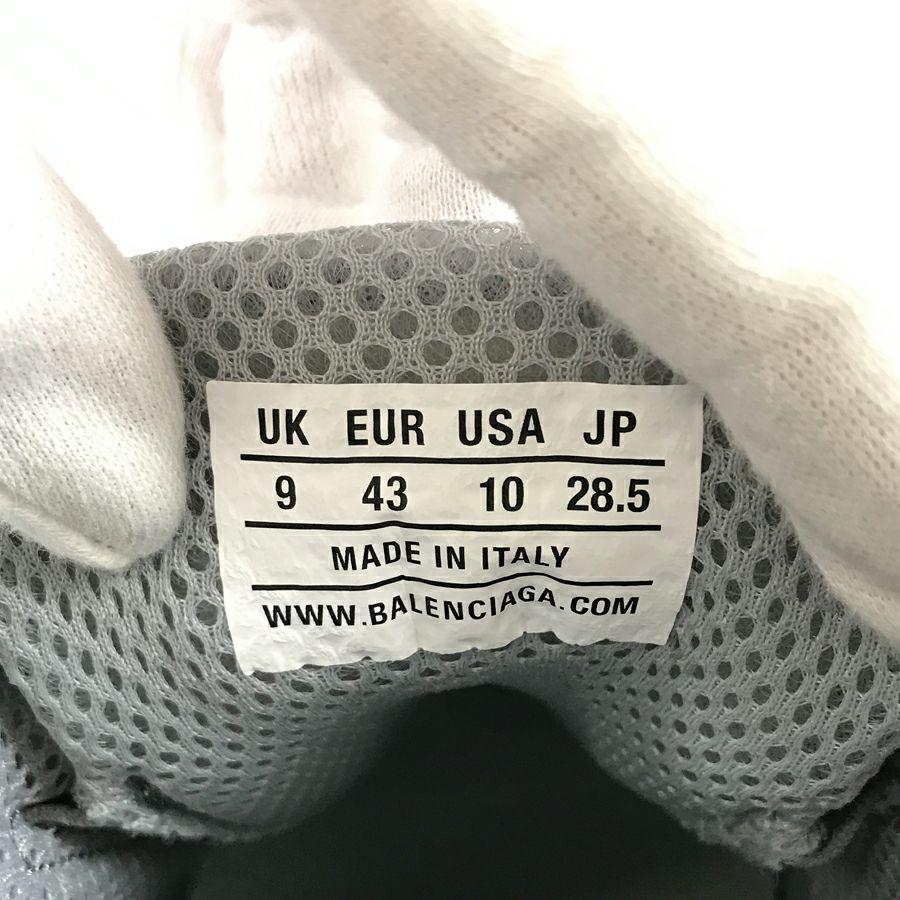 UK EUR USA JP
9 43 10 28.5
MADE IN ITALY
WWW.BALENCIAGA.COM